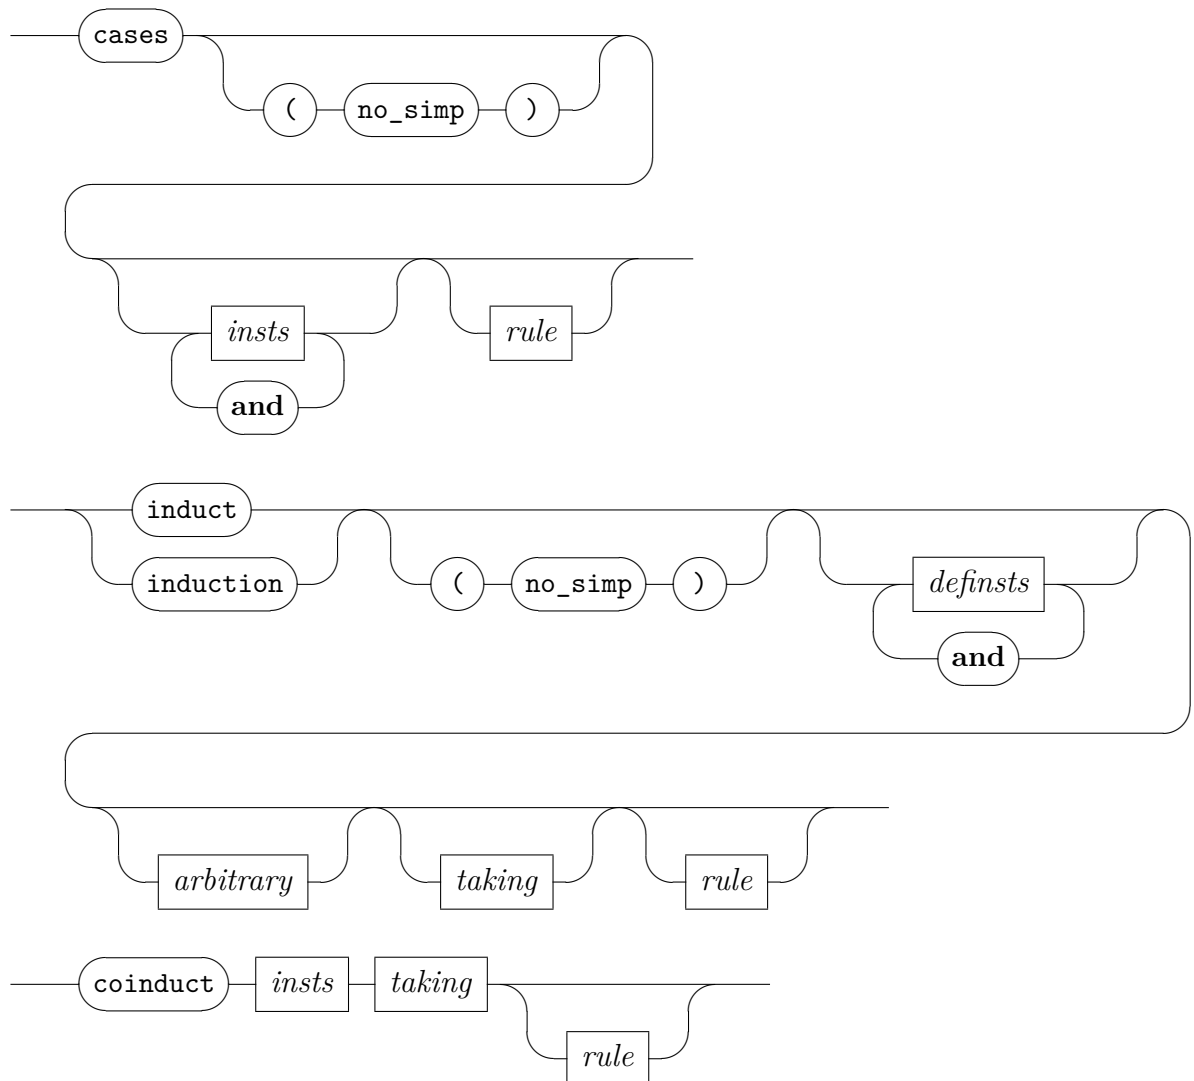 cases
( no_simp )
insts rule
and
induct
induction ( no_simp ) definsts
and
arbitrary taking rule
coinduct insts taking
rule